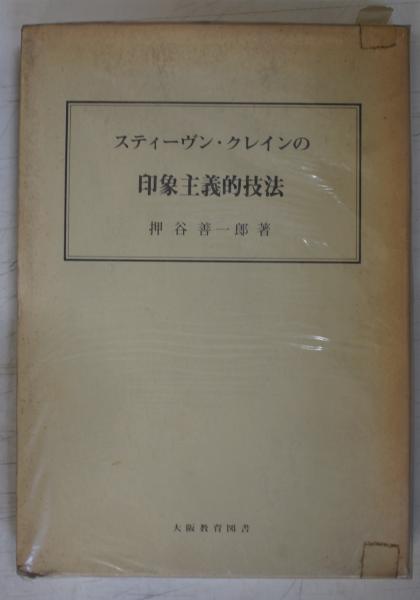 スティーヴン・クレインの
印象主義的技法
押谷善一郎著
大阪教育図書